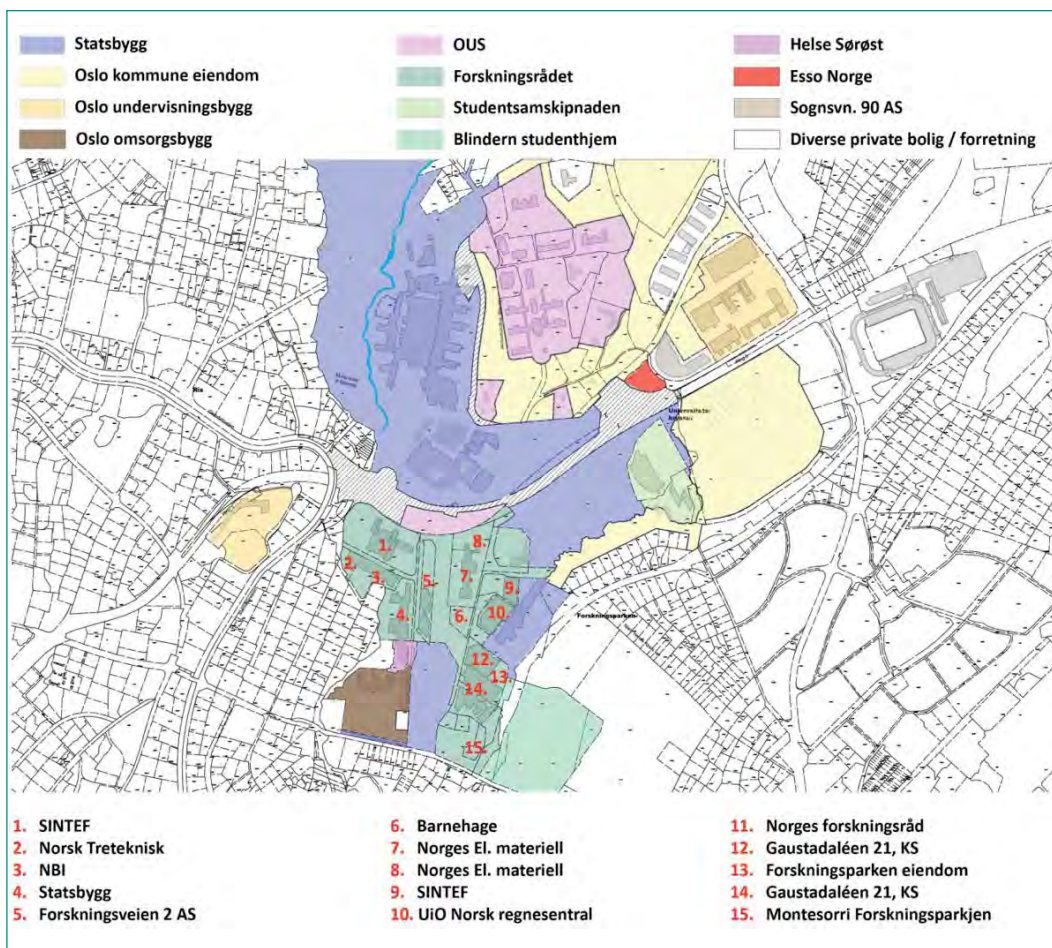 Statsbygg
Oslo kommune eiendom
Oslo undervisningsbygg
Oslo omsorgsbygg
OUS
Forskningsrådet
Studentsamskipnaden
Blindern studenthjem
Helse Sørøst
Esso Norge
Sognsvn. 90 AS
Diverse private bolig / forretning
Ris
Forskningsparken
1.
2.
3.
4.
5.
6.
7.
8.
9.
10.
12.
13.
14.
15.
1. SINTEF
2. Norsk Treteknisk
3. NBI
4. Statsbygg
5. Forskningsveien 2 AS
6. Barnehage
7. Norges El. materiell
8. Norges El. materiell
9. SINTEF
10. UiO Norsk regnesentral
11. Norges forskningsråd
12. Gaustadaléen 21, KS
13. Forskningsparken eiendom
14. Gaustadaléen 21, KS
15. Montesorri Forskningsparkjen